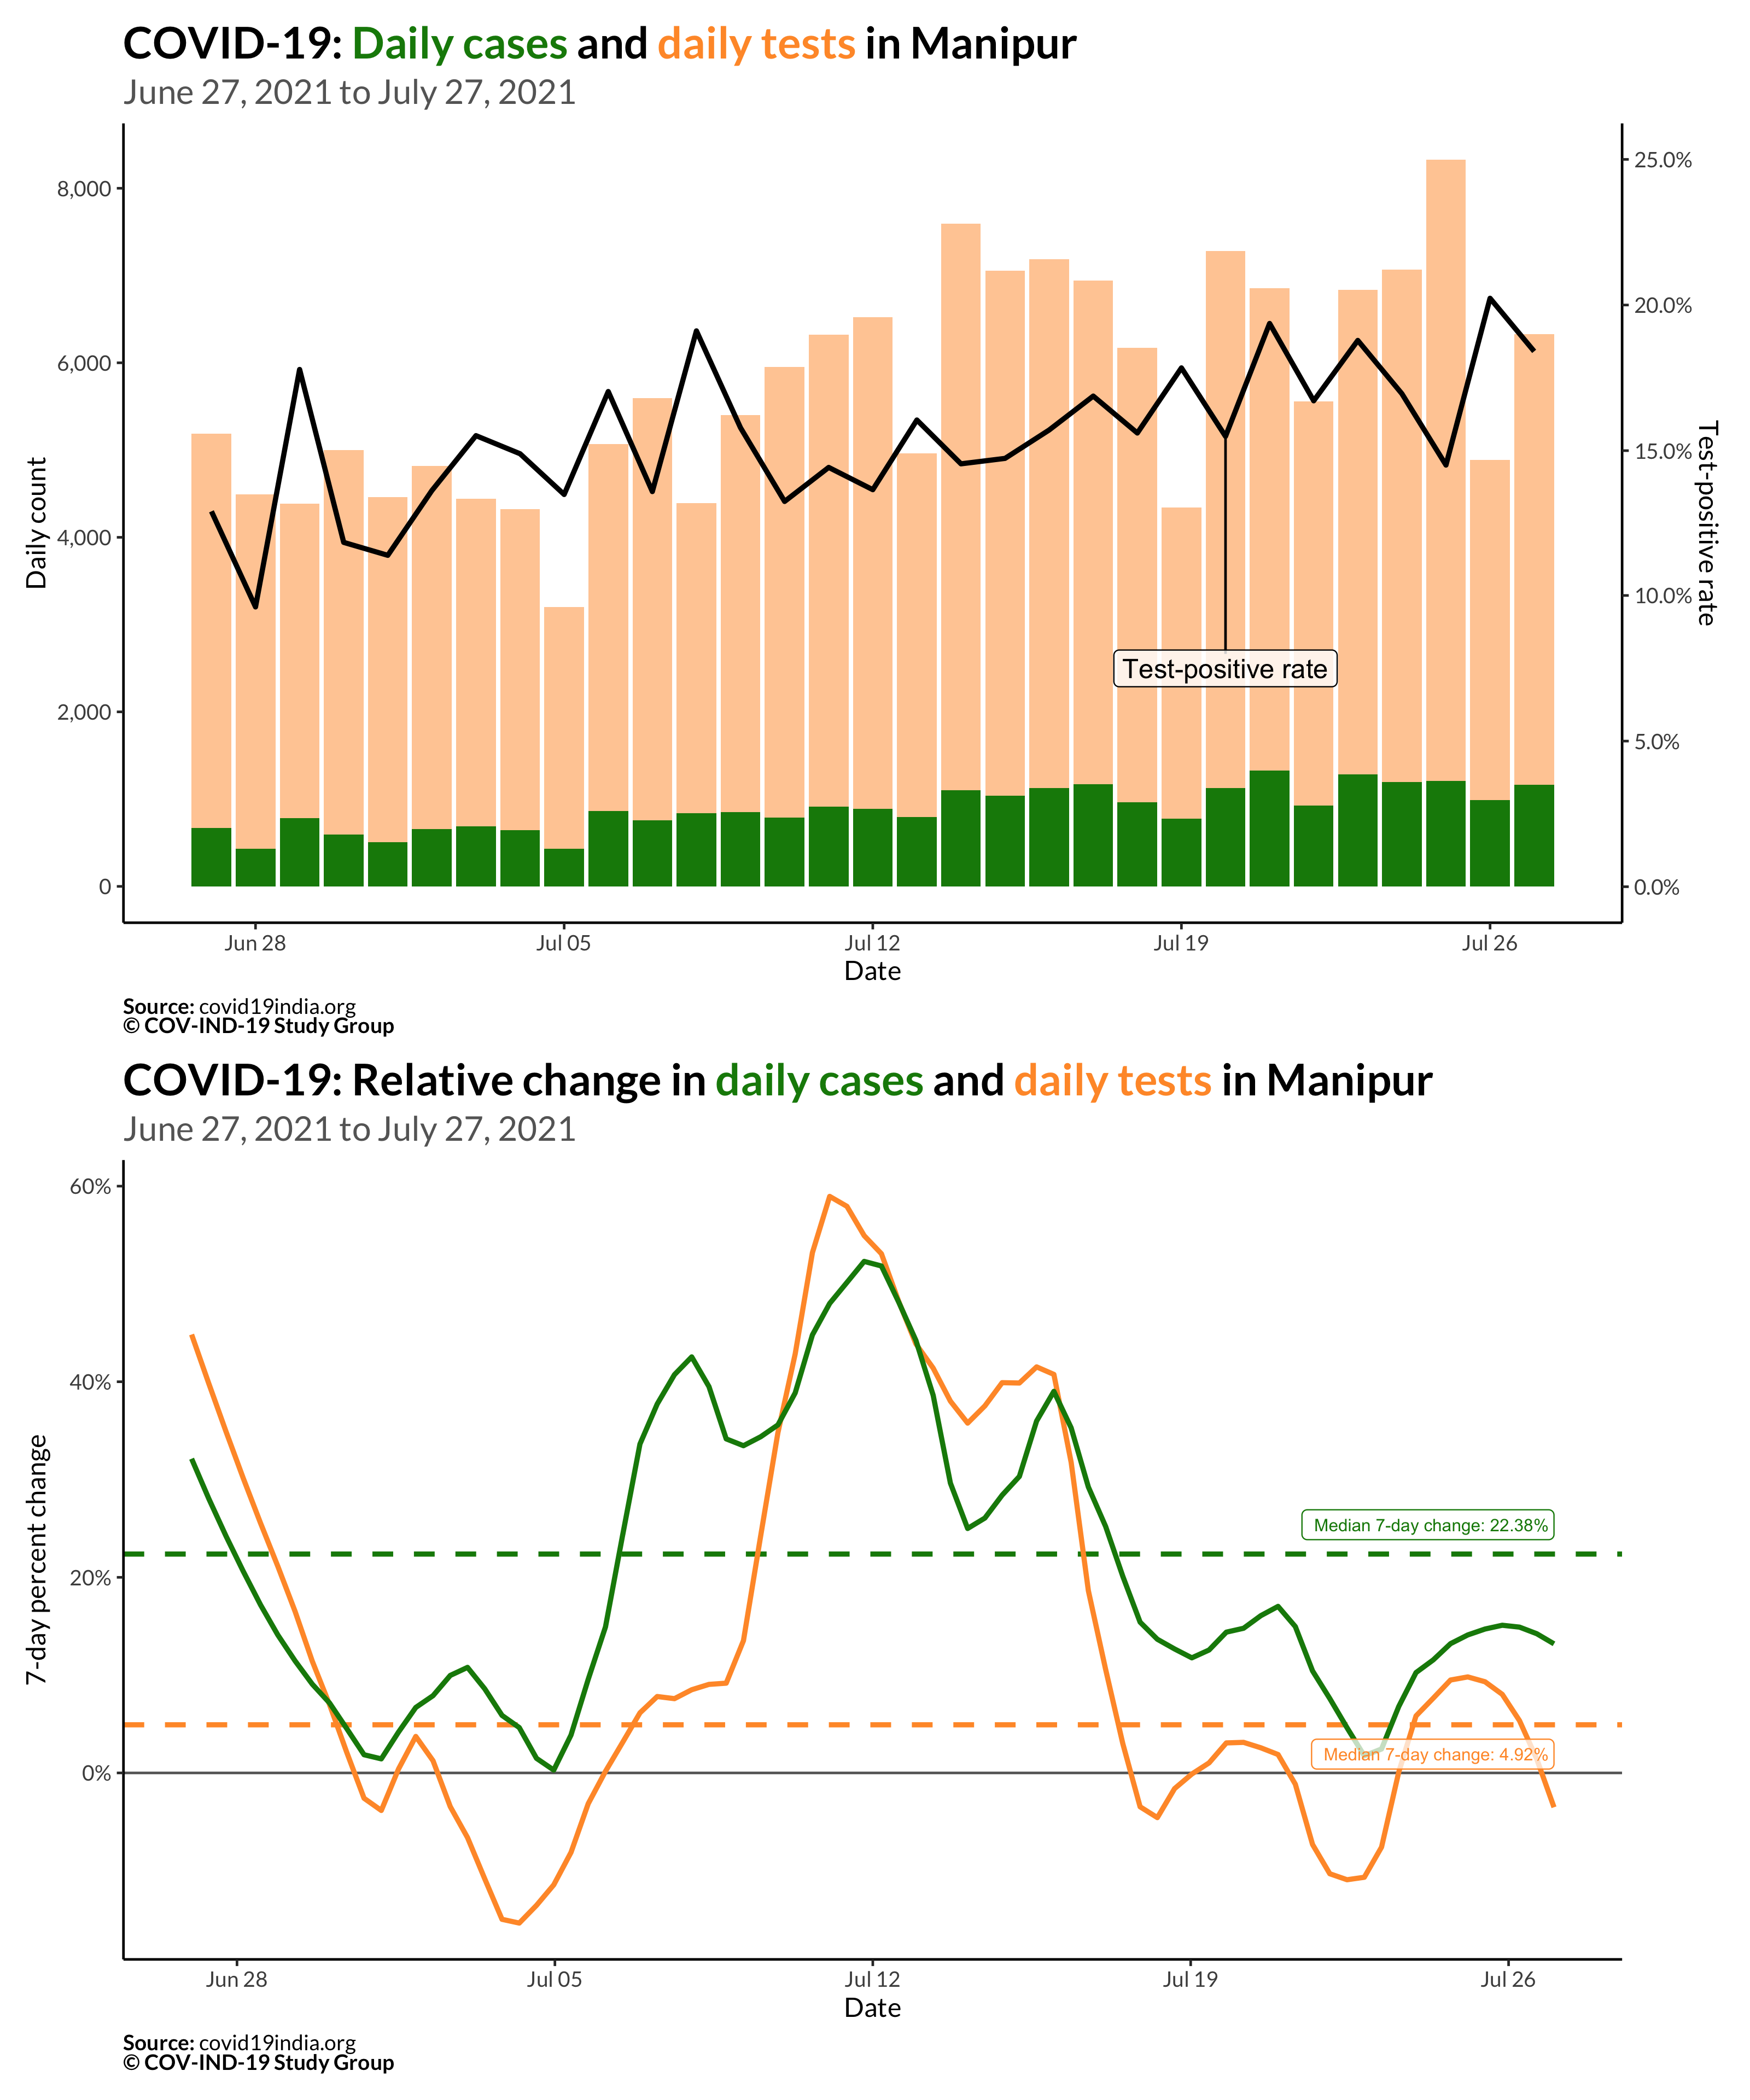 COVID-19: Daily cases and daily tests in Manipur
June 27, 2021 to July 27, 2021
Daily count
8,000
6,000
4,000
2,000
0
25.0%
20.0%
15.0%
10.0%
5.0%
0.0%
Test-positive rate
Test-positive rate
Jun 28
Jul 05
Jul 12
Jul 19
Jul 26
Date
Source: covid19india.org
© COV-IND-19 Study Group
COVID-19: Relative change in daily cases and daily tests in Manipur
June 27, 2021 to July 27, 2021
7-day percent change
60%
40%
20%
0%
Median 7-day change: 22.38%
Median 7-day change: 4.92%
Jun 28
Jul 05
Jul 12
Jul 19
Jul 26
Date
Source: covid19india.org
© COV-IND-19 Study Group